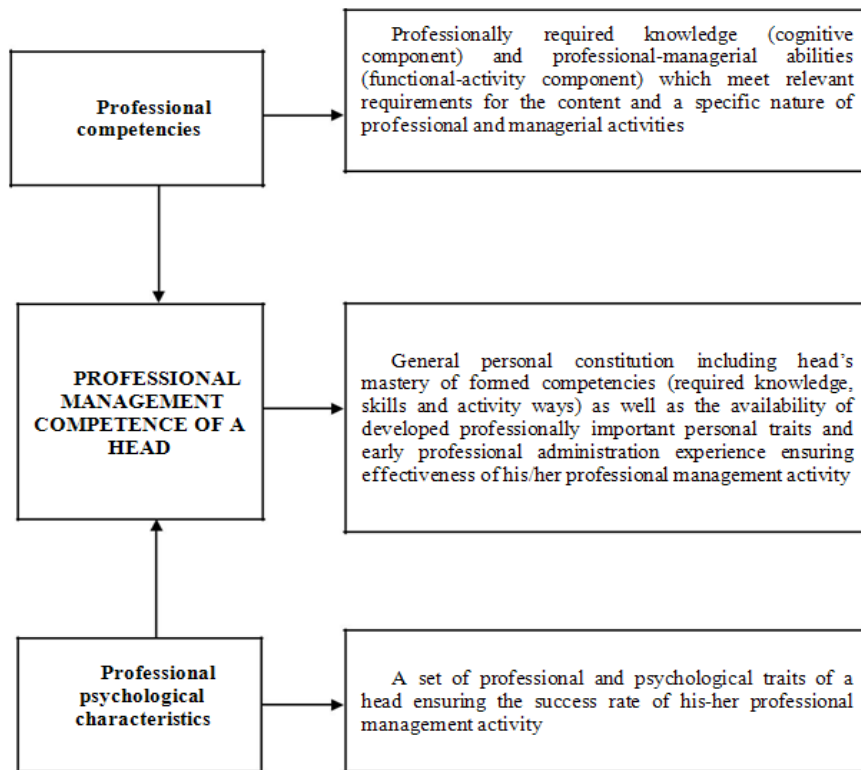 Professional
competencies
Professionally required knowledge (cognitive
component) and professional-managerial abilities
(functional-activity component) which meet relevant
requirements for the content and a specific nature of
professional and managerial activities
PROFESSIONAL
MANAGEMENT
COMPETENCE OF A
HEAD
General personal constitution including head’s
mastery of formed competencies (required knowledge,
skills and activity ways) as well as the availability of
developed professionally important personal traits and
early professional administration experience ensuring
effectiveness of his/her professional management activity
Professional
psychological
characteristics
A set of professional and psychological traits of a
head ensuring the success rate of his-her professional
management activity